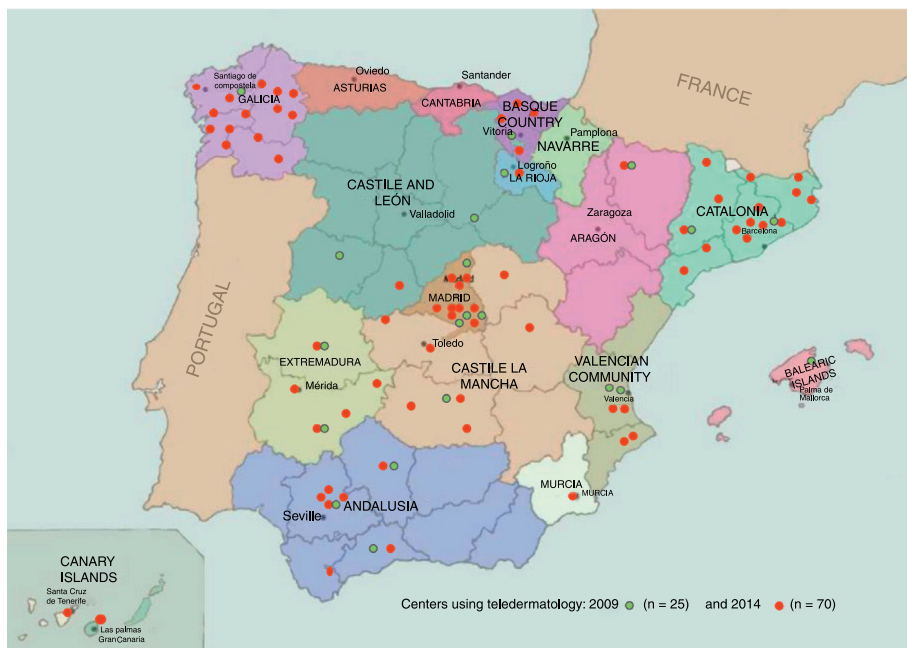 FRANCE
Oviedo
ASTURIAS
Santander
CANTABRIA
Santiago de
compostela
GALICIA
BASQUE
COUNTRY
Vitoria
Pamplona
NAVARRE
Logroño
LA RIOJA
CASTILE AND
LEÓN
Valladolid
Zaragoza
ARAGÓN
CATALONIA
Barcelona
PORTUGAL
MADRID
Toledo
EXTREMADURA
Mérida
CASTILE LA
MANCHA
VALENCIAN
COMMUNITY
Valencia
BALEARIC
ISLANDS
Palma de
Mallorca
MURCIA
MURCIA
Seville
ANDALUSIA
CANARY
ISLANDS
Santa Cruz
de Tenerife
Las palmas
GranCanaria
Centers using teledermatology: 2009 (n = 25) and 2014 (n = 70)